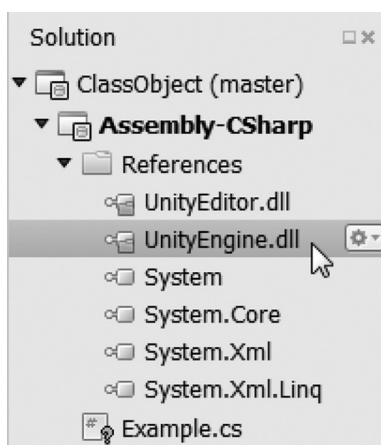 Solution
ClassObject (master)
Assembly-CSharp
References
UnityEditor.dll
UnityEngine.dll
System
System.Core
System.Xml
System.Xml.Linq
Example.cs